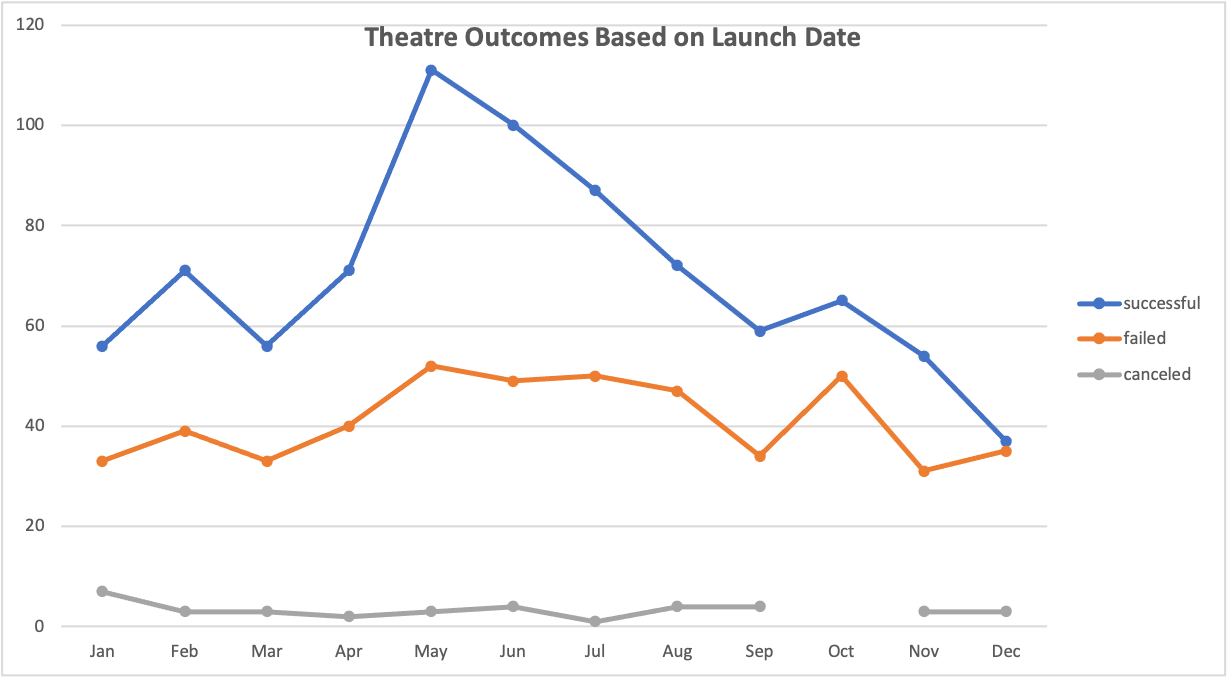 Theatre Outcomes Based on Launch Date
120
100
80
60
40
20
0
Jan Feb Mar Apr May Jun Jul Aug Sep Oct Nov Dec
successful
failed
canceled